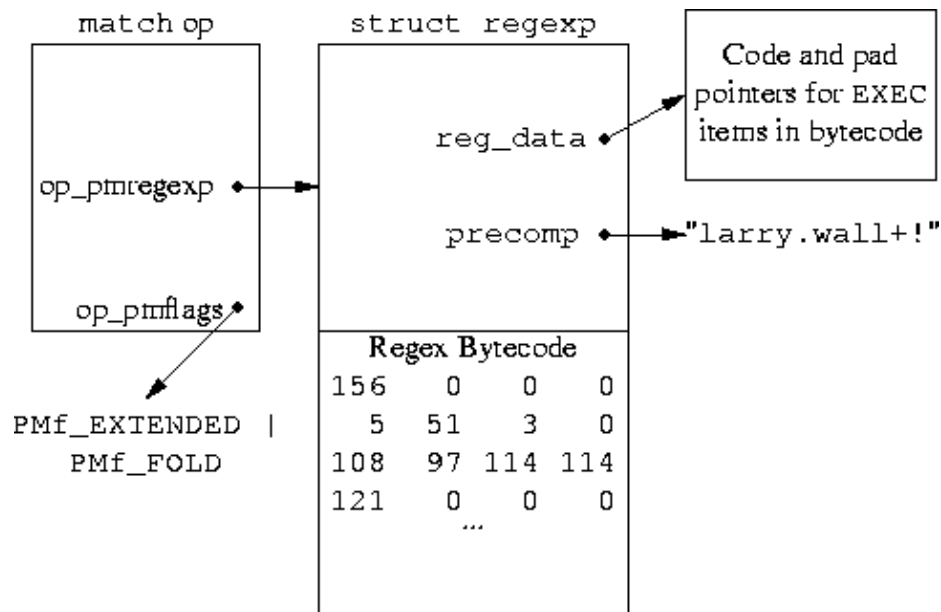 match op
struct regexp
Code and pad
pointers for EXEC
items in bytecode
reg_data
op_pmregexp
precomp
"larry.wall+!"
op_pmflags
PMf_EXTENDED |
PMf_FOLD
Regex Bytecode
156 0 0 0
5 51 3 0
108 97 114 114
121 0 0 0
...